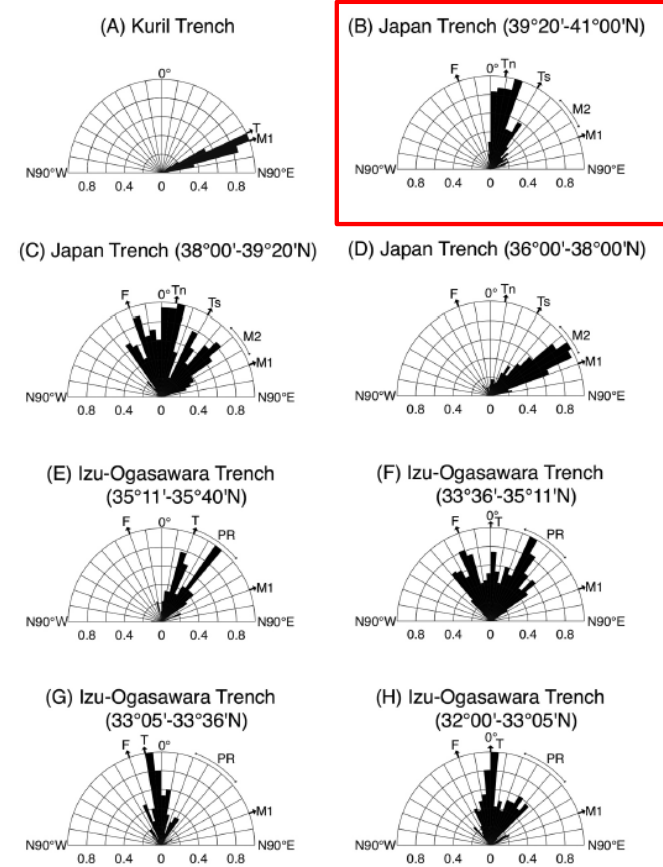 (A) Kuril Trench
0°
T
M1
N90°W
N90°E
0.8 0.4 0 0.4 0.8
(B) Japan Trench (39°20'-41°00'N)
F 0° Tn
Ts
M2
M1
N90°W
N90°E
0.8 0.4 0 0.4 0.8
(C) Japan Trench (38°00'-39°20'N)
F 0° Tn
Ts
M2
M1
N90°W
N90°E
0.8 0.4 0 0.4 0.8
(D) Japan Trench (36°00'-38°00'N)
F 0° Tn
Ts
M2
M1
N90°W
N90°E
0.8 0.4 0 0.4 0.8
(E) Izu-Ogasawara Trench
(35°11'-35°40'N)
F 0° T
PR
M1
N90°W
N90°E
0.8 0.4 0 0.4 0.8
(F) Izu-Ogasawara Trench
(33°36'-35°11'N)
0°
F T
PR
M1
N90°W
N90°E
0.8 0.4 0 0.4 0.8
(G) Izu-Ogasawara Trench
(33°05'-33°36'N)
F T 0°
PR
M1
N90°W
N90°E
0.8 0.4 0 0.4 0.8
(H) Izu-Ogasawara Trench
(32°00'-33°05'N)
0°
F T
PR
M1
N90°W
N90°E
0.8 0.4 0 0.4 0.8